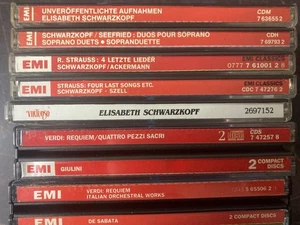 EMI
UNVERÖFFENTLICHTE AUFNAHMEN
ELISABETH SCHWARZKOPF
CDM
7 63655 2
EMI
SCHWARZKOPF / SEEFRIED : DUOS POUR SOPRANO
SOPRANO DUETS • SOPRANDUETTE
CDH
7 69793 2
EMI
R. STRAUSS : 4 LETZTE LIEDER
SCHWARZKOPF/ACKERMANN
EMI CLASSICS
0777 7 61001 2 8
EMI
STRAUSS: FOUR LAST SONGS ETC.
SCHWARZKOPF · SZELL
EMI CLASSICS
CDC 7 47276 2
ELISABETH SCHWARZKOPF
2697152
VERDI: REQUIEM/QUATTRO PEZZI SACRI
2
CDS
7 47257 8
EMI
GIULINI
2 COMPACT
DISCS
EMI
VERDI: REQUIEM
ITALIAN ORCHESTRAL WORKS
EMI
DE SABATA
2 COMPACT DISCS